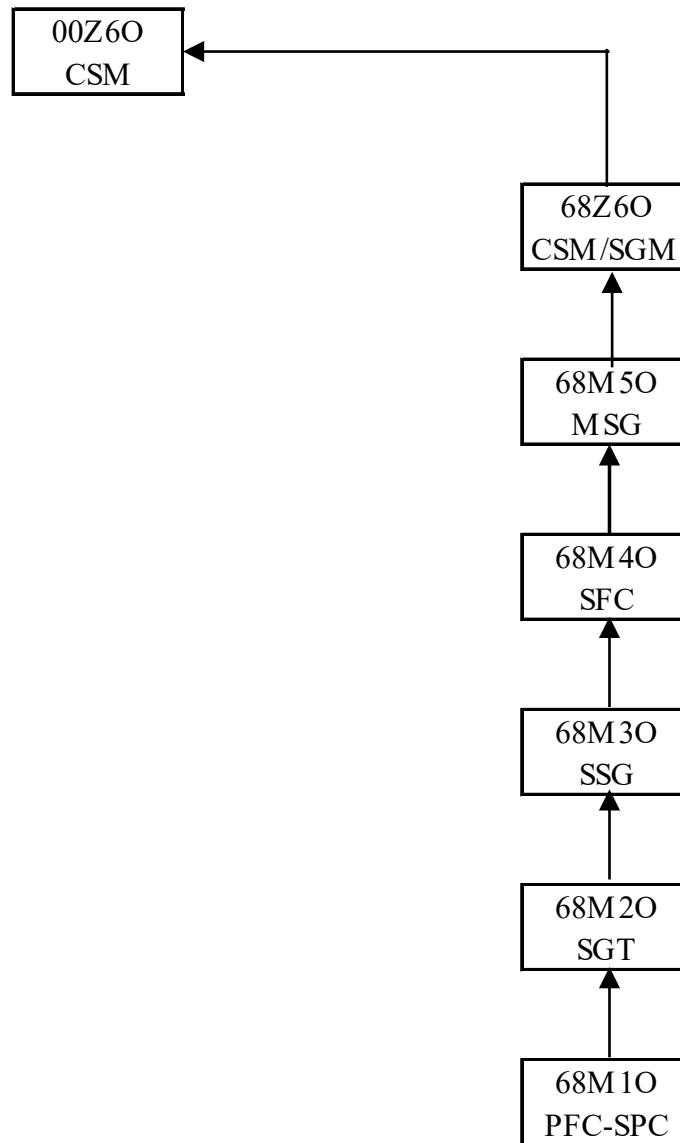 00Z6O
CSM
68Z6O
CSM/SGM
68M5O
MSG
68M4O
SFC
68M3O
SSG
68M2O
SGT
68M1O
PFC-SPC